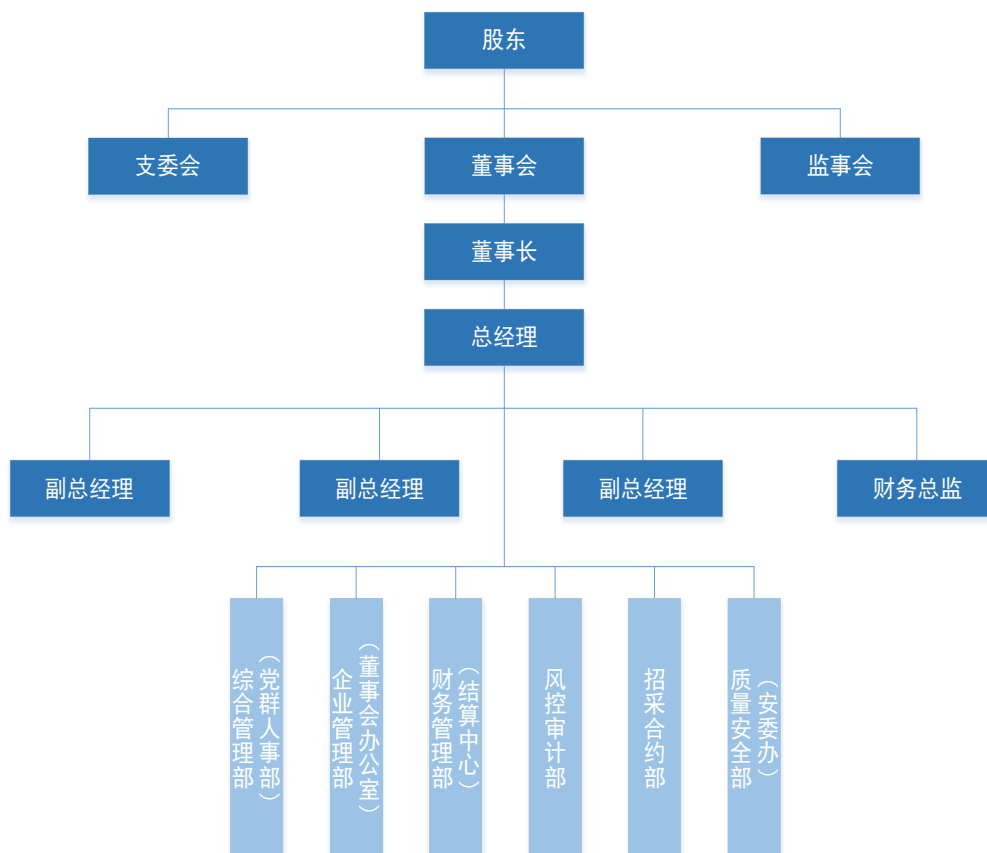 股东
支委会
董事会
监事会
董事长
总经理
副总经理
副总经理
副总经理
财务总监
综合管理部
（党群人事部）
企业管理部
（董事会办公室）
财务管理部
（结算中心）
风控审计部
招采合约部
质量安全部
（安委办）